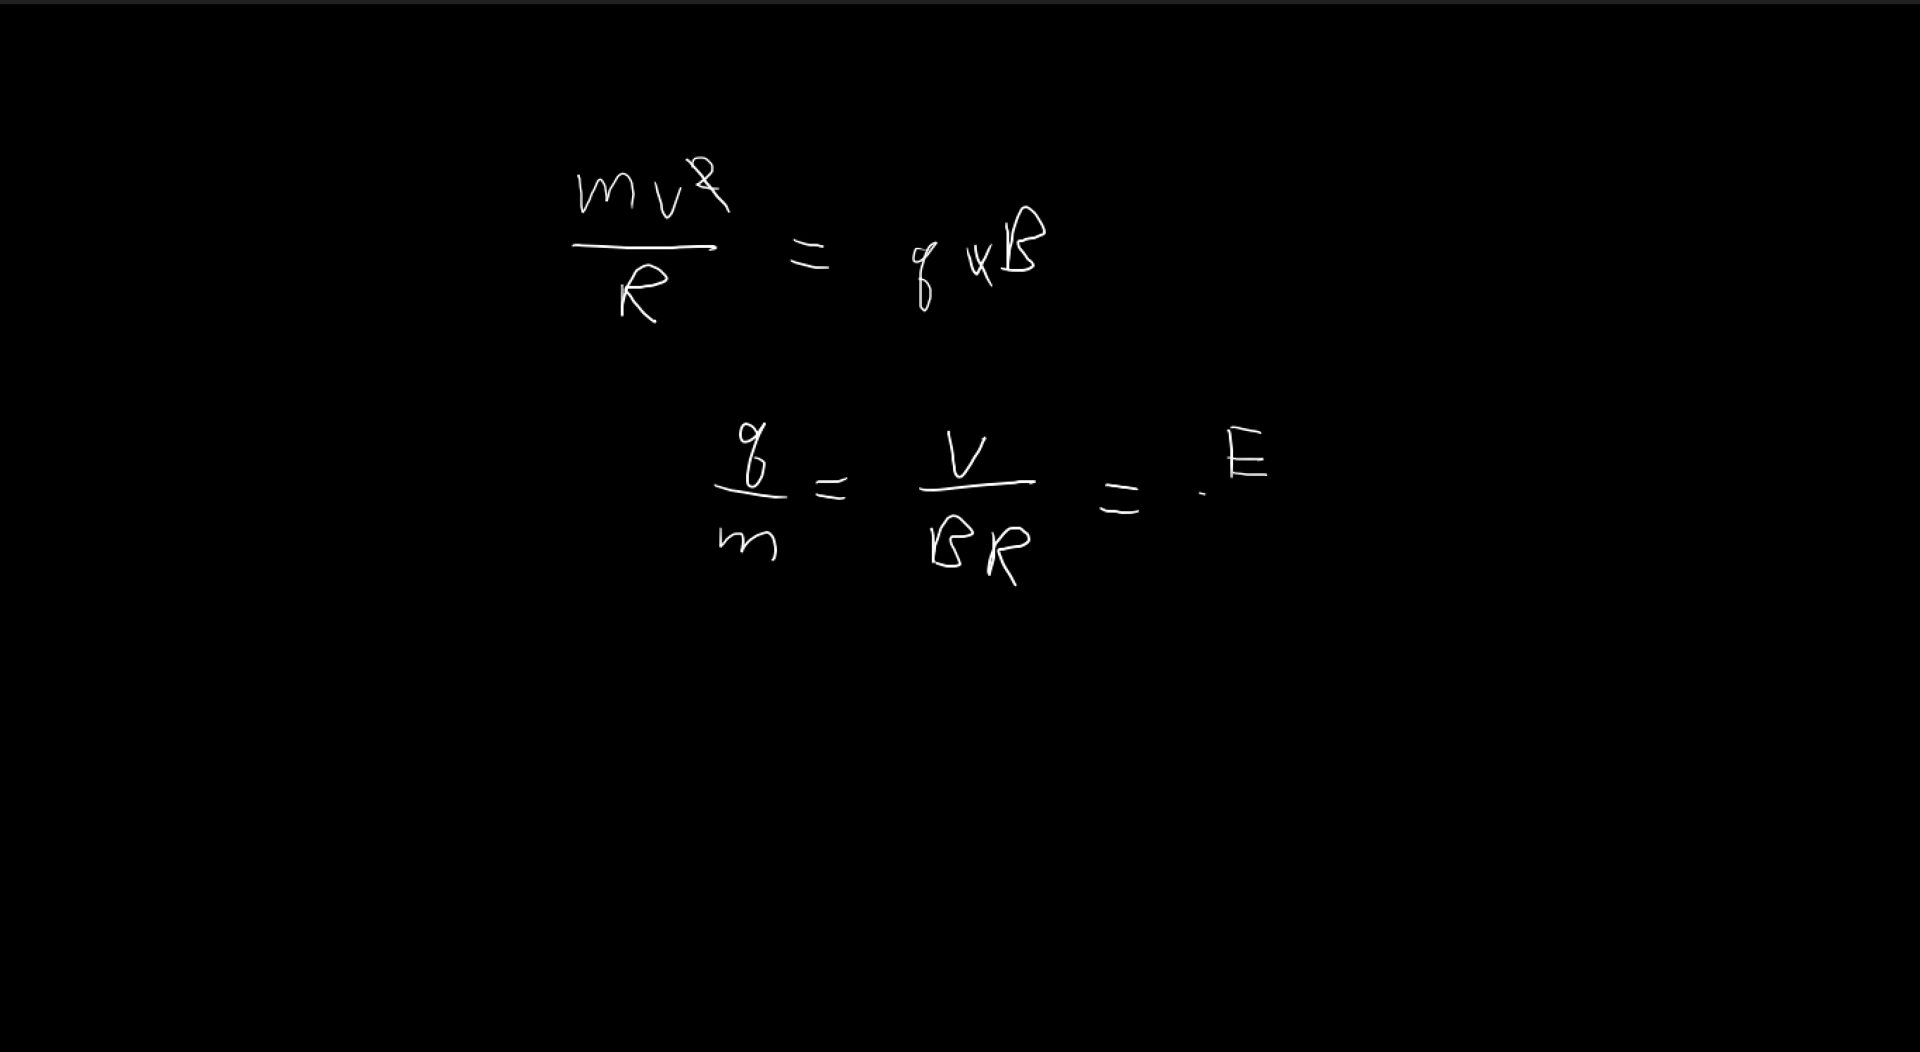 mv²/R = qvB
q/m = v/BR = E